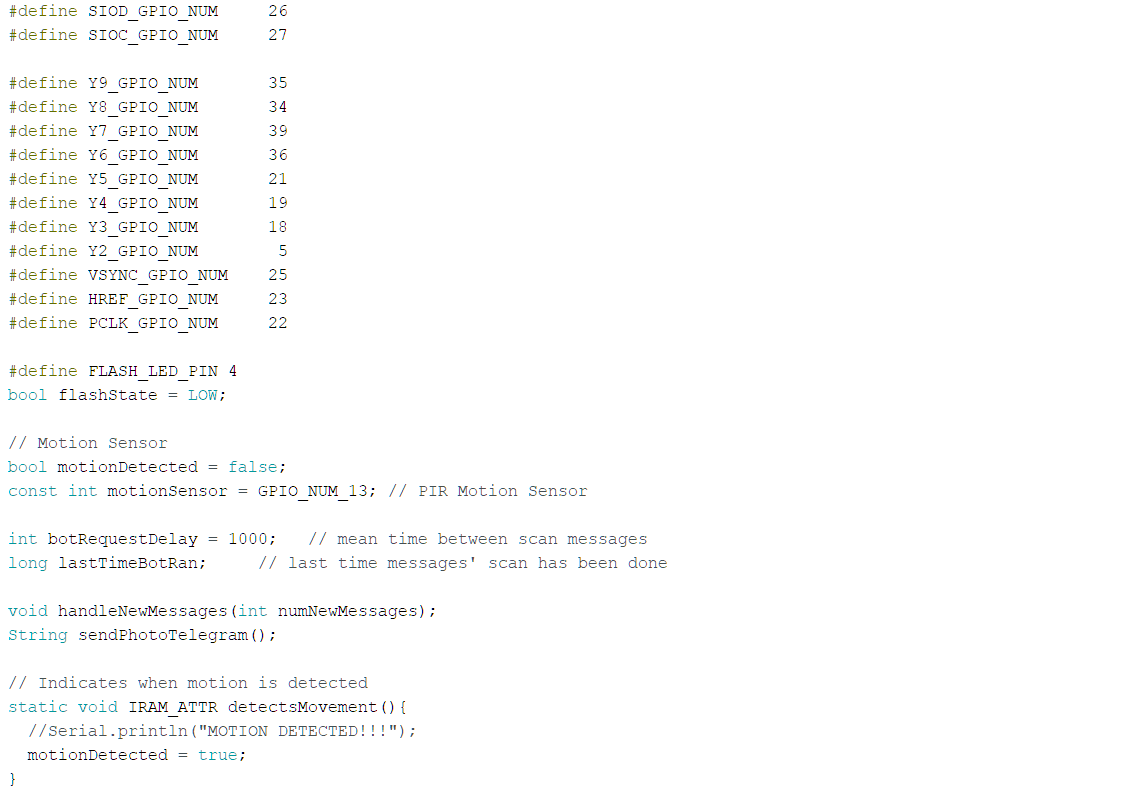 #define SIOD_GPIO_NUM     26
#define SIOC_GPIO_NUM     27
#define Y9_GPIO_NUM       35
#define Y8_GPIO_NUM       34
#define Y7_GPIO_NUM       39
#define Y6_GPIO_NUM       36
#define Y5_GPIO_NUM       21
#define Y4_GPIO_NUM       19
#define Y3_GPIO_NUM       18
#define Y2_GPIO_NUM        5
#define VSYNC_GPIO_NUM    25
#define HREF_GPIO_NUM     23
#define PCLK_GPIO_NUM     22
#define FLASH_LED_PIN 4
bool flashState = LOW;
// Motion Sensor
bool motionDetected = false;
const int motionSensor = GPIO_NUM_13; // PIR Motion Sensor
int botRequestDelay = 1000;   // mean time between scan messages
long lastTimeBotRan;     // last time messages' scan has been done
void handleNewMessages(int numNewMessages);
String sendPhotoTelegram();
// Indicates when motion is detected
static void IRAM_ATTR detectsMovement(){
  //Serial.println("MOTION DETECTED!!!");
  motionDetected = true;
}